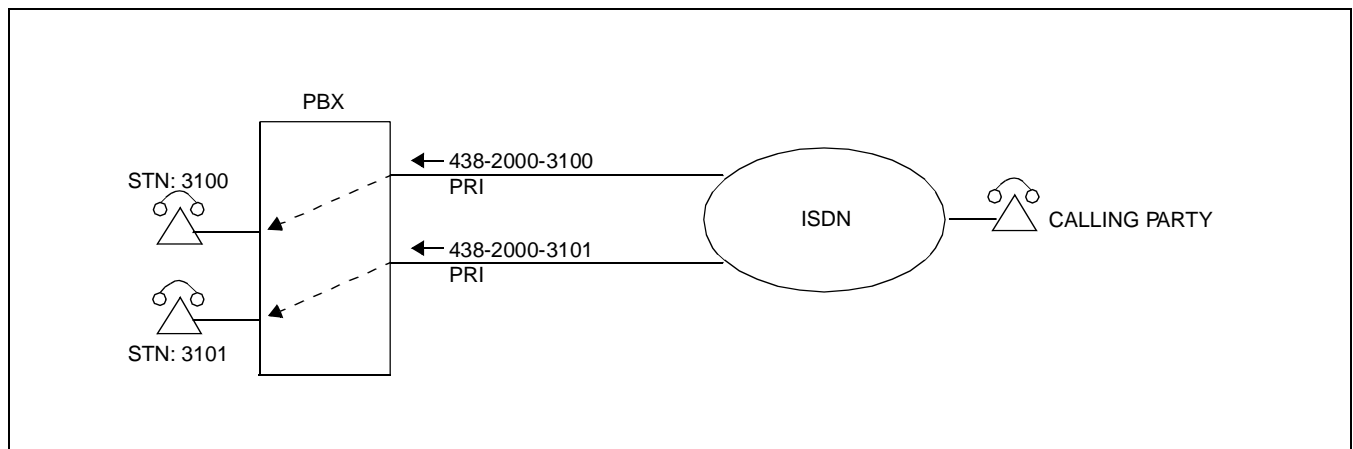 PBX
438-2000-3100
PRI
STN: 3100
ISDN
CALLING PARTY
438-2000-3101
PRI
STN: 3101